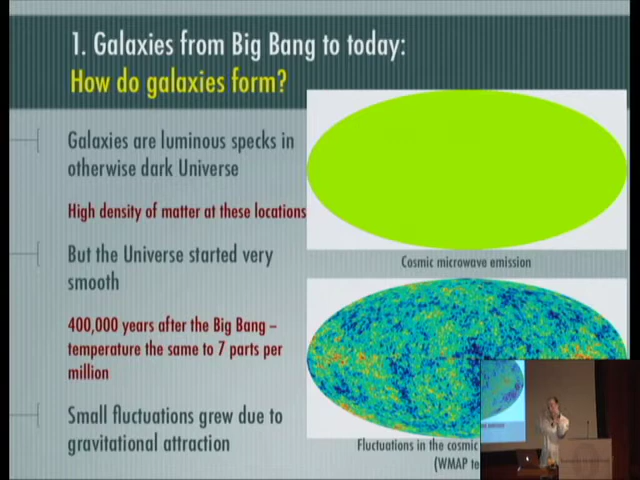 1. Galaxies from Big Bang to today:
How do galaxies form?
Galaxies are luminous specks in
otherwise dark Universe
High density of matter at these locations
But the Universe started very
smooth
400,000 years after the Big Bang –
temperature the same to 7 parts per
million
Small fluctuations grew due to
gravitational attraction
Cosmic microwave emission
Fluctuations in the cosmic
(WMAP